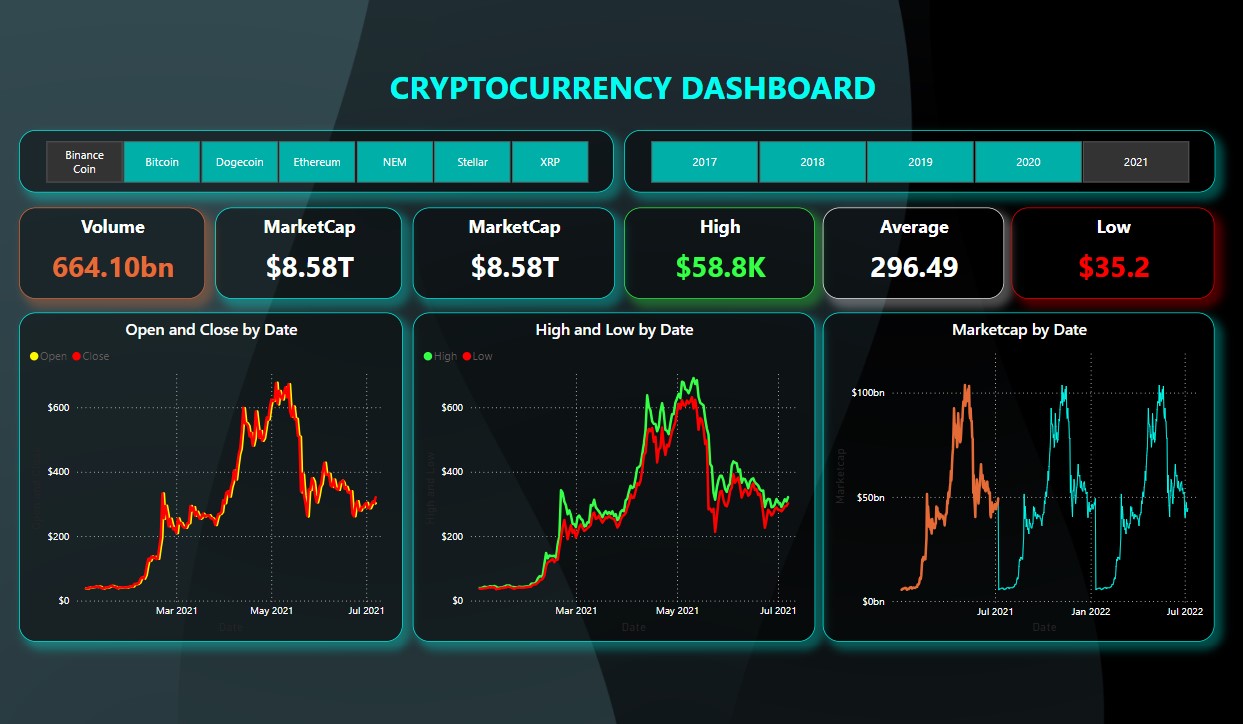 CRYPTOCURRENCY DASHBOARD
Binance
Coin
Bitcoin
Dogecoin
Ethereum
NEM
Stellar
XRP
2017
2018
2019
2020
2021
Volume
664.10bn
MarketCap
$8.58T
MarketCap
$8.58T
High
$58.8K
Average
296.49
Low
$35.2
Open and Close by Date
Open Close
$600
$400
$200
$0
Mar 2021 May 2021 Jul 2021
Date
High and Low by Date
High Low
High and Low
$600
$400
$200
$0
Mar 2021 May 2021 Jul 2021
Date
Marketcap by Date
Marketcap
$100bn
$50bn
$0bn
Jul 2021 Jan 2022 Jul 2022
Date